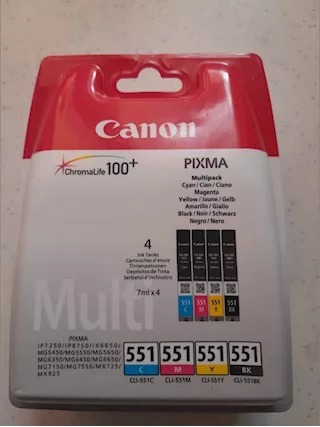 Canon
ChromaLife 100+
PIXMA
Multipack
Cyan / Cian / Ciano
Magenta
Yellow / Jaune / Gelb
Amarillo / Giallo
Black / Noir / Schwarz
Negro / Nero
4
Ink Tanks
Cartouches d'encre
Tintenpatronen
Depósitos de Tinta
Serbatoi d'inchiostro
7ml x 4
Multi
PIXMA
iP7250/iP8750/iX6850/
MG5450/MG5550/MG5650/
MG6350/MG6450/MG6650/
MG7150/MG7550/MX725/
MX925
551 551 551 551
C M Y BK
CLI-551C CLI-551M CLI-551Y CLI-551BK